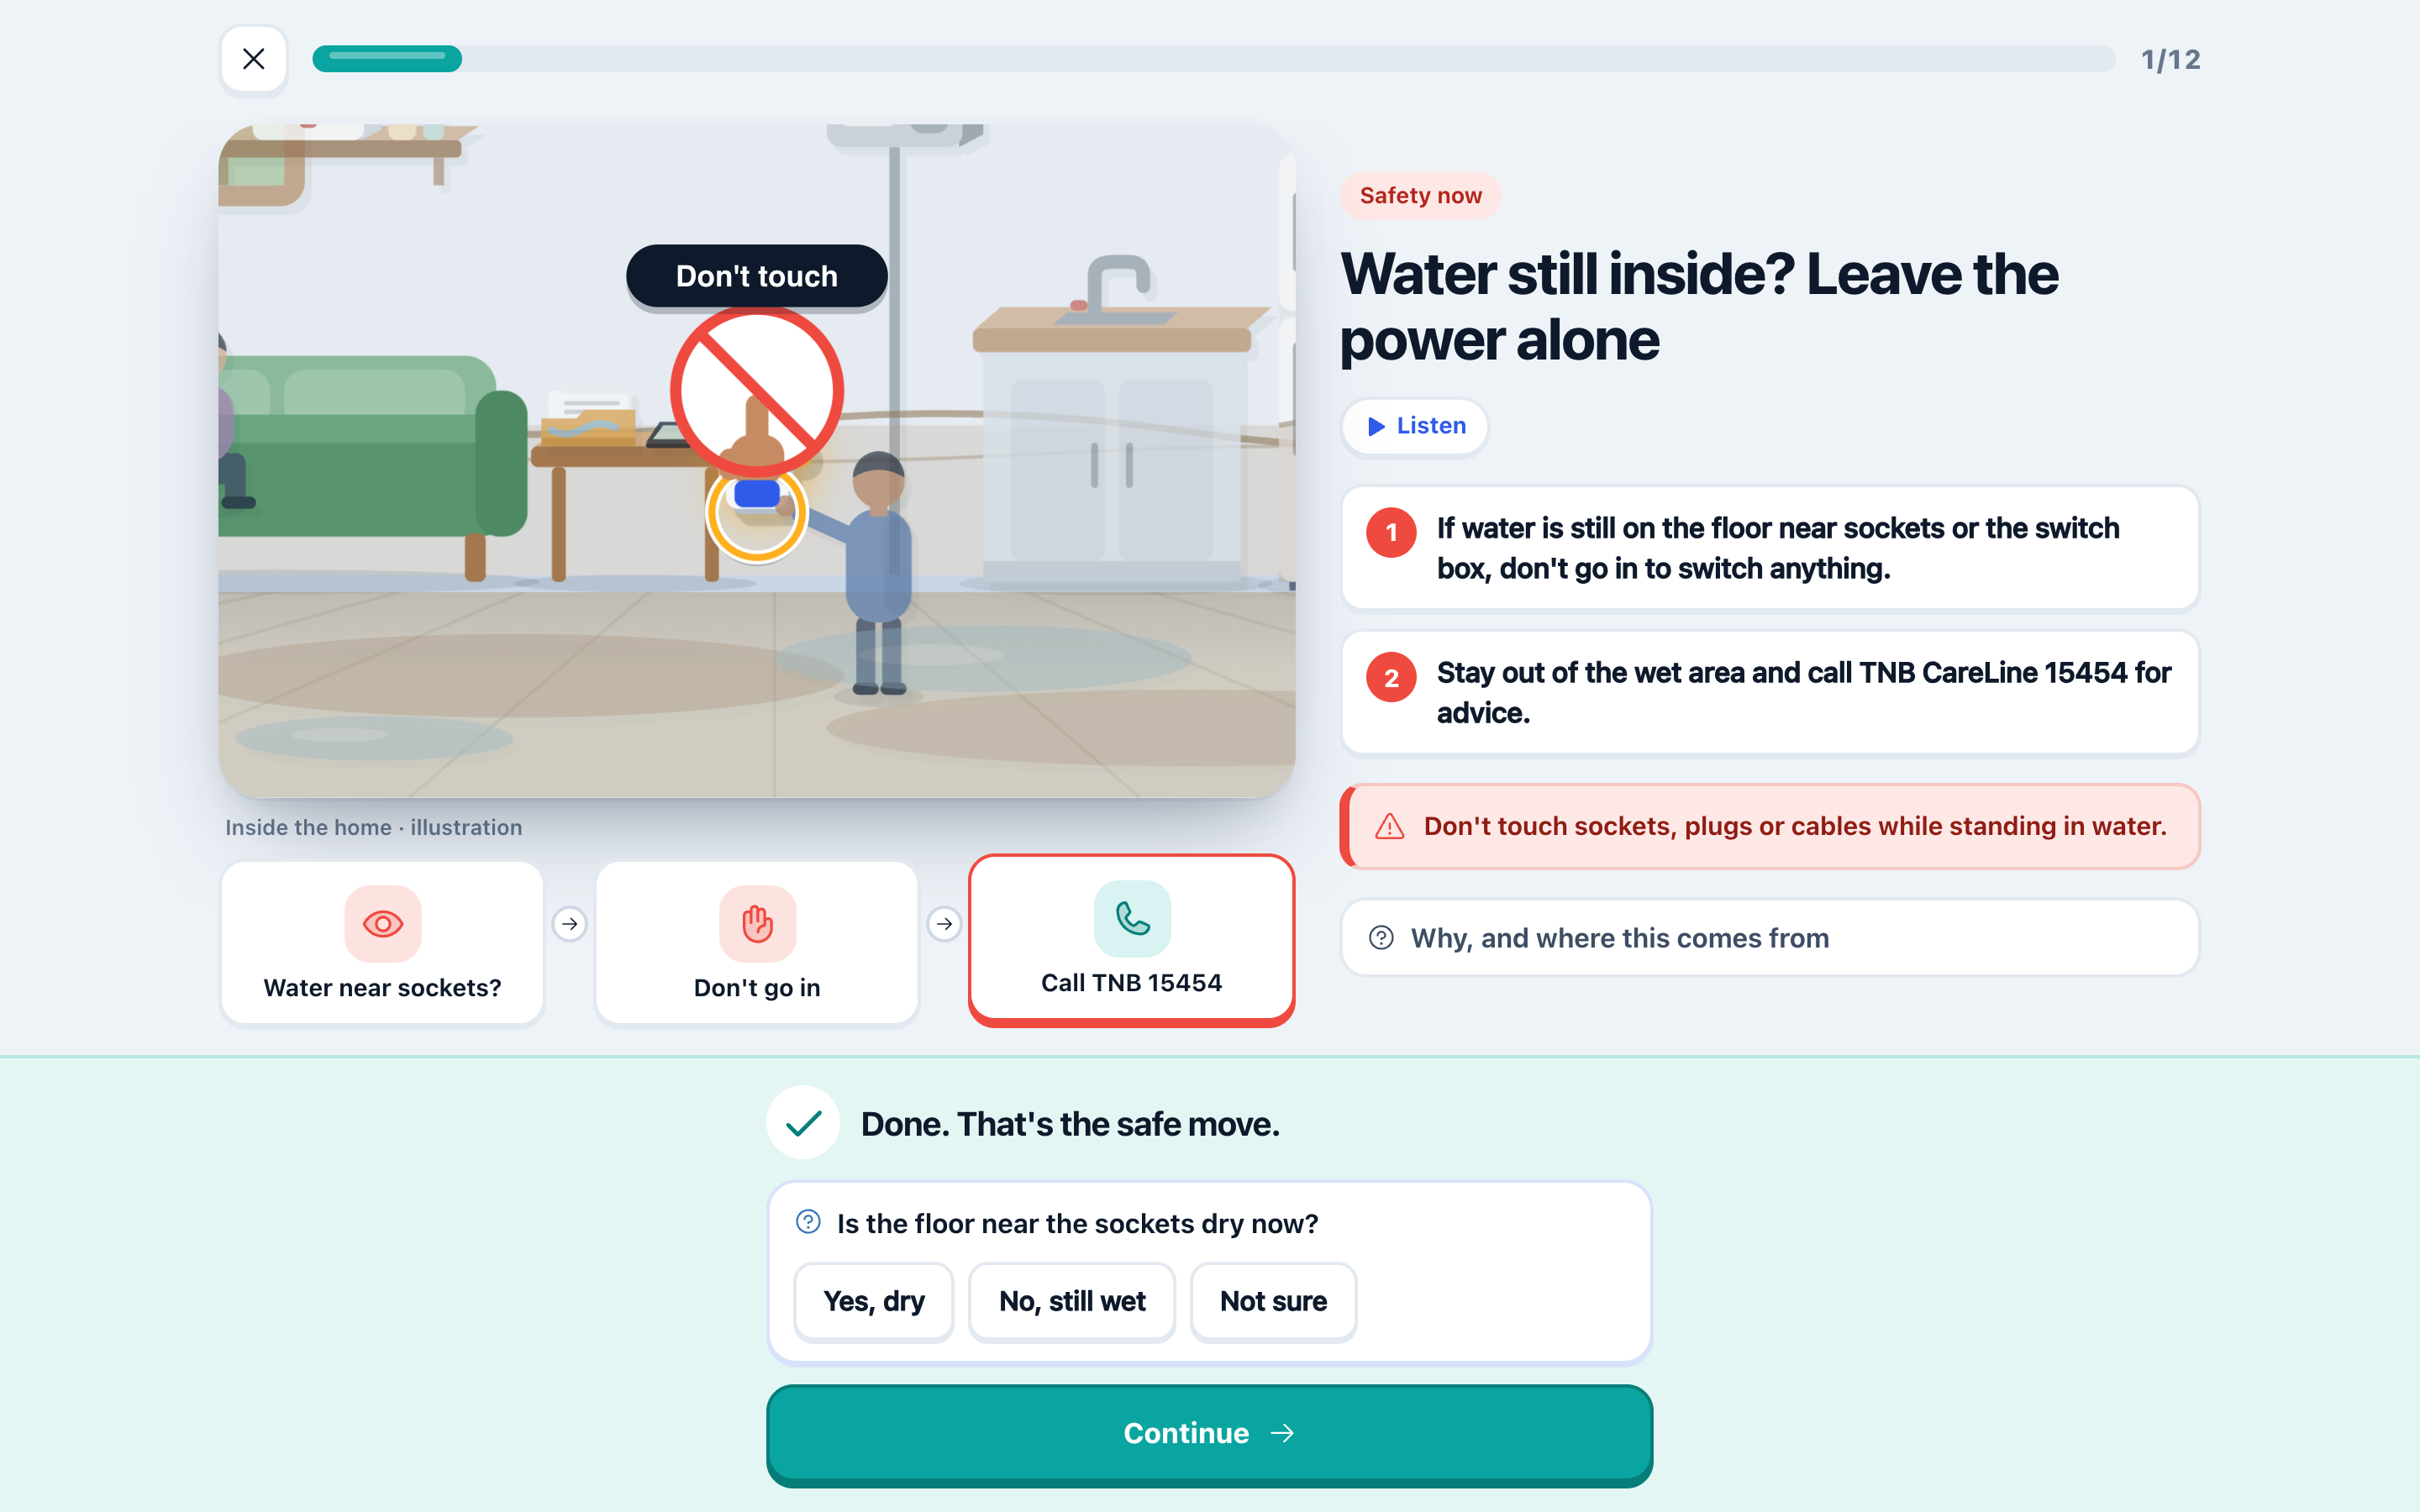 1/12
Don't touch
Inside the home · illustration
Water near sockets?
Don't go in
Call TNB 15454
Safety now
Water still inside? Leave the
power alone
Listen
1
If water is still on the floor near sockets or the switch
box, don't go in to switch anything.
2
Stay out of the wet area and call TNB CareLine 15454 for
advice.
Don't touch sockets, plugs or cables while standing in water.
Why, and where this comes from
Done. That's the safe move.
Is the floor near the sockets dry now?
Yes, dry
No, still wet
Not sure
Continue